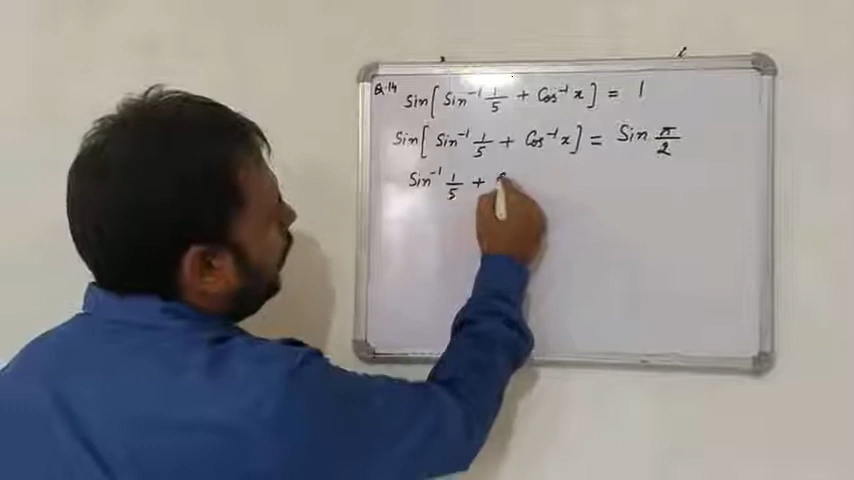 Q.14 Sin[Sin⁻¹ 1/5 + Cos⁻¹ x] = 1
Sin[Sin⁻¹ 1/5 + Cos⁻¹ x] = Sin π/2
Sin⁻¹ 1/5 +